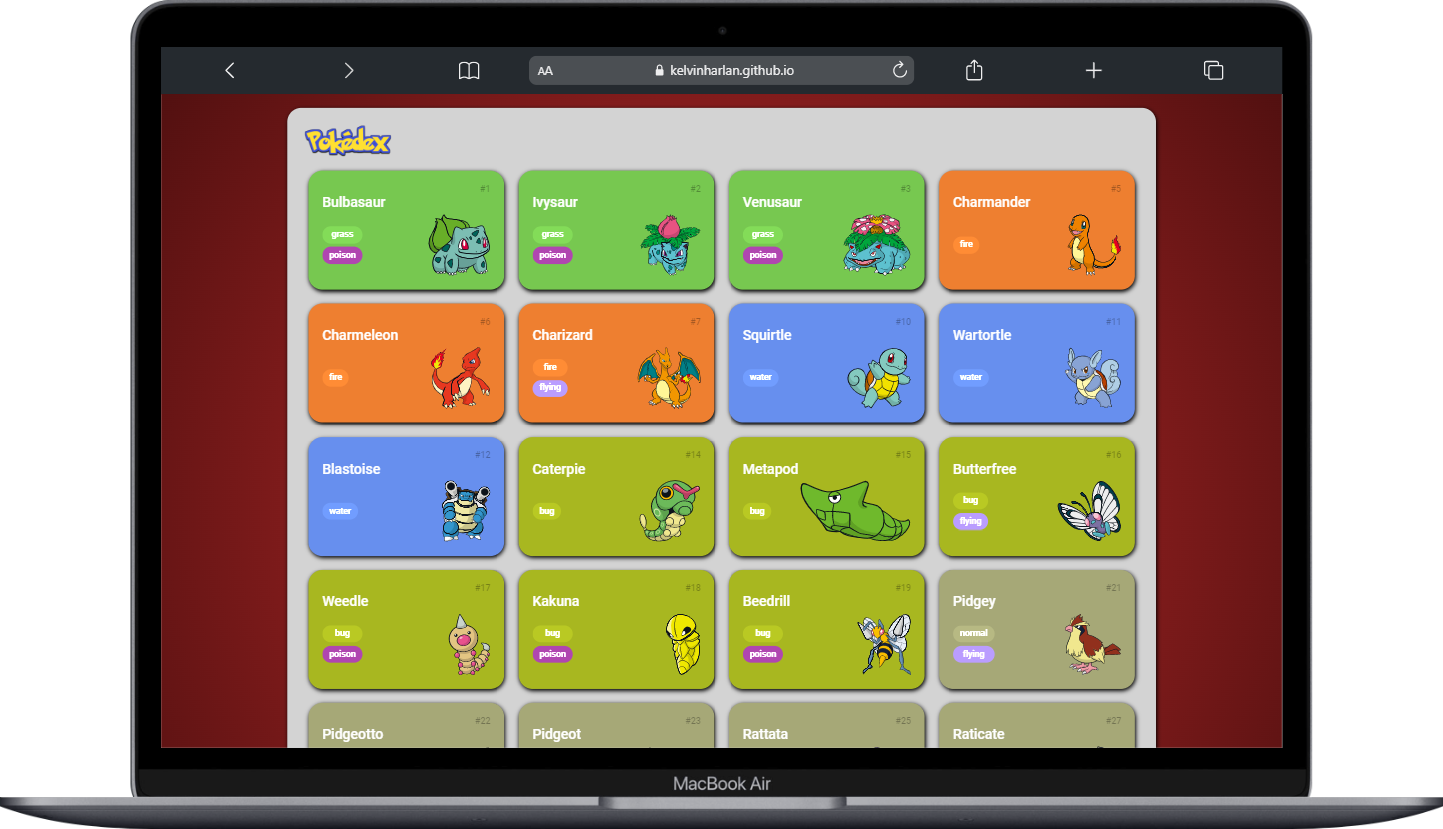 AA kelvinharlan.github.io
Pokédex
#1 #2 #3 #5
Bulbasaur Ivysaur Venusaur Charmander
grass grass grass fire
poison poison poison
#6 #7 #10 #11
Charmeleon Charizard Squirtle Wartortle
fire fire water water
flying
#12 #14 #15 #16
Blastoise Caterpie Metapod Butterfree
water bug bug bug
flying
#17 #18 #19 #21
Weedle Kakuna Beedrill Pidgey
bug bug bug normal
poison poison poison flying
#22 #23 #25 #27
Pidgeotto Pidgeot Rattata Raticate
MacBook Air